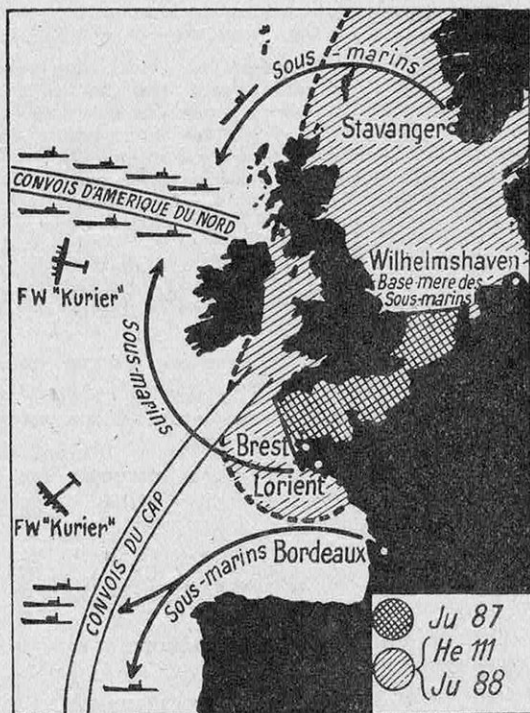 Sous-marins
Stavanger
CONVOIS D'AMERIQUE DU NORD
Wilhelmshaven
Base-mère des
Sous-marins
FW "Kurier"
Sous-marins
Brest
Lorient
FW "Kurier"
CONVOIS DU CAP
Sous-marins
Bordeaux
Ju 87
He 111
Ju 88